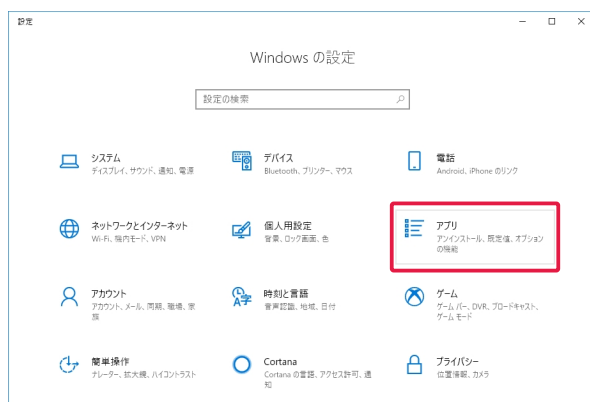 設定
Windows の設定
設定の検索
システム
ディスプレイ、サウンド、通知、電源
デバイス
Bluetooth、プリンター、マウス
電話
Android、iPhone のリンク
ネットワークとインターネット
Wi-Fi、機内モード、VPN
個人用設定
背景、ロック画面、色
アプリ
アンインストール、既定値、オプション
の機能
アカウント
アカウント、メール、同期、職場、家
族
時刻と言語
音声認識、地域、日付
ゲーム
ゲーム バー、DVR、ブロードキャスト、
ゲーム モード
簡単操作
ナレーター、拡大鏡、ハイコントラスト
Cortana
Cortana の言語、アクセス許可、通
知
プライバシー
位置情報、カメラ